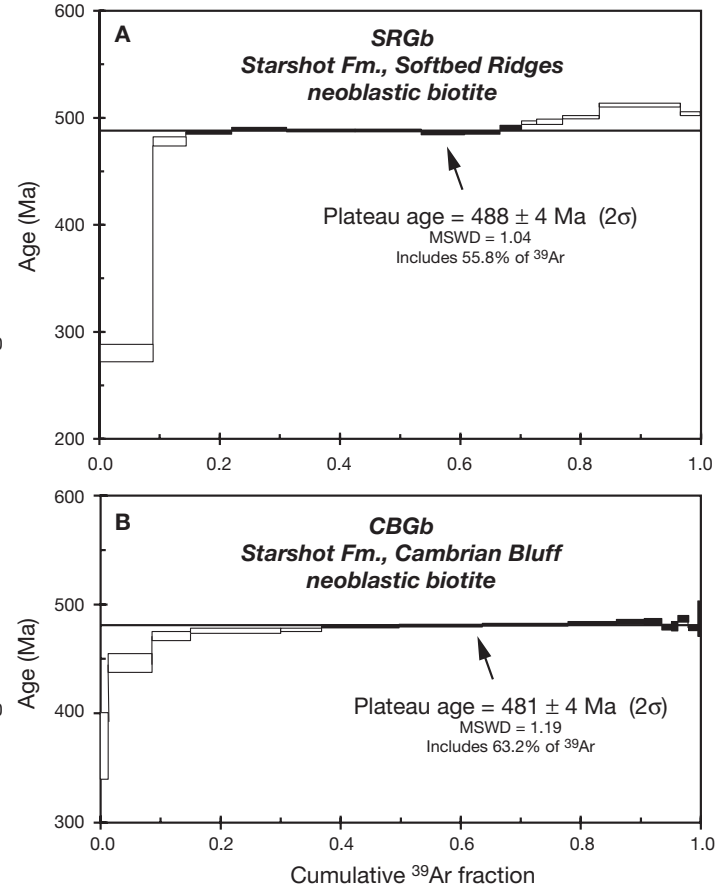 600
A
SRGb
Starshot Fm., Softbed Ridges
neoblastic biotite
500
400
300
200
Age (Ma)
Plateau age = 488 ± 4 Ma (2σ)
MSWD = 1.04
Includes 55.8% of ³⁹Ar
0.0 0.2 0.4 0.6 0.8 1.0
0
600
B
CBGb
Starshot Fm., Cambrian Bluff
neoblastic biotite
500
400
300
Age (Ma)
Plateau age = 481 ± 4 Ma (2σ)
MSWD = 1.19
Includes 63.2% of ³⁹Ar
0
0.0 0.2 0.4 0.6 0.8 1.0
Cumulative ³⁹Ar fraction